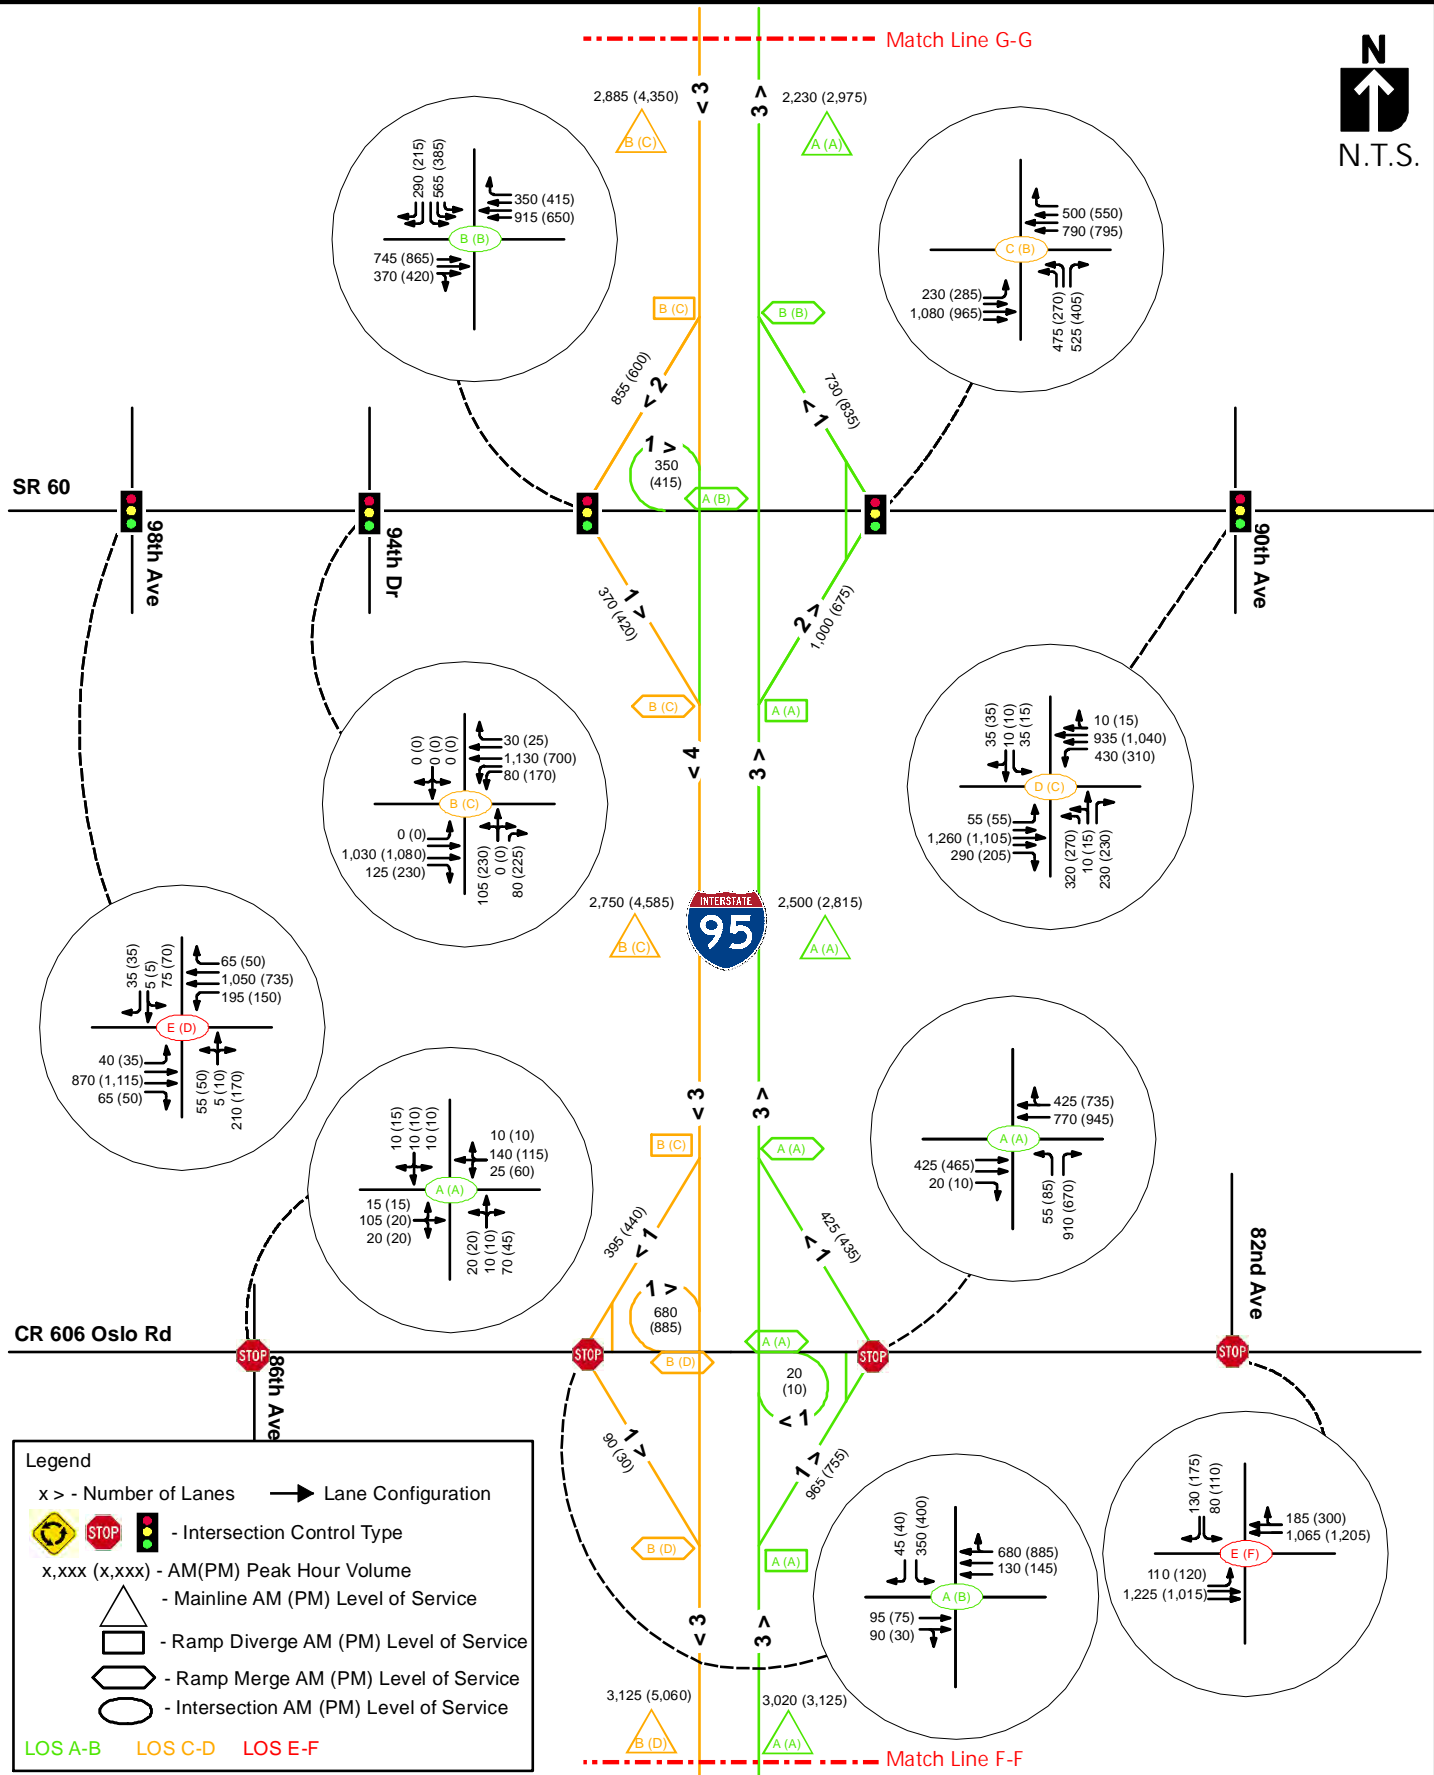 Match Line G-G
N
N.T.S.
2,885 (4,350)
B (C)
< 3
3 >
2,230 (2,975)
A (A)
290 (215)
565 (385)
350 (415)
915 (650)
B (B)
745 (865)
370 (420)
500 (550)
790 (795)
C (B)
230 (285)
1,080 (965)
475 (270)
525 (405)
B (C)
B (B)
855 (600)
< 2
730 (835)
< 1
1 >
350
(415)
A (B)
SR 60
98th Ave
94th Dr
90th Ave
370 (420)
1 >
2 >
1,000 (675)
B (C)
A (A)
< 4
3 >
0 (0)
0 (0)
0 (0)
30 (25)
1,130 (700)
80 (170)
B (C)
0 (0)
1,030 (1,080)
125 (230)
105 (230)
0 (0)
80 (225)
35 (35)
10 (10)
35 (15)
10 (15)
935 (1,040)
430 (310)
D (C)
55 (55)
1,260 (1,105)
290 (205)
320 (270)
10 (15)
230 (230)
2,750 (4,585)
B (C)
INTERSTATE
95
2,500 (2,815)
A (A)
35 (35)
5 (5)
75 (70)
65 (50)
1,050 (735)
195 (150)
E (D)
40 (35)
870 (1,115)
65 (50)
55 (50)
5 (10)
210 (170)
< 3
3 >
B (C)
A (A)
10 (15)
10 (10)
10 (10)
10 (10)
140 (115)
25 (60)
A (A)
15 (15)
105 (20)
20 (20)
20 (20)
10 (10)
70 (45)
425 (735)
770 (945)
A (A)
425 (465)
20 (10)
55 (85)
910 (670)
395 (440)
< 1
425 (435)
< 1
1 >
680
(885)
B (D)
A (A)
20
(10)
< 1
CR 606 Oslo Rd
STOP
STOP
STOP
STOP
86th Ave
82nd Ave
90 (30)
1 >
1 >
965 (755)
B (D)
A (A)
< 3
3 >
45 (40)
350 (400)
680 (885)
130 (145)
A (B)
95 (75)
90 (30)
130 (175)
80 (110)
185 (300)
1,065 (1,205)
E (F)
110 (120)
1,225 (1,015)
3,125 (5,060)
B (D)
3,020 (3,125)
A (A)
Match Line F-F
Legend
x > - Number of Lanes
Lane Configuration
STOP
- Intersection Control Type
x,xxx (x,xxx) - AM(PM) Peak Hour Volume
- Mainline AM (PM) Level of Service
- Ramp Diverge AM (PM) Level of Service
- Ramp Merge AM (PM) Level of Service
- Intersection AM (PM) Level of Service
LOS A-B LOS C-D LOS E-F